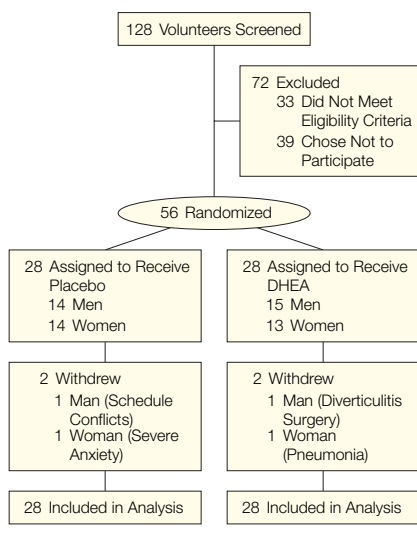 128 Volunteers Screened
72 Excluded
33 Did Not Meet
Eligibility Criteria
39 Chose Not to
Participate
56 Randomized
28 Assigned to Receive
Placebo
14 Men
14 Women
28 Assigned to Receive
DHEA
15 Men
13 Women
2 Withdrew
1 Man (Schedule
Conflicts)
1 Woman (Severe
Anxiety)
2 Withdrew
1 Man (Diverticulitis
Surgery)
1 Woman
(Pneumonia)
28 Included in Analysis
28 Included in Analysis